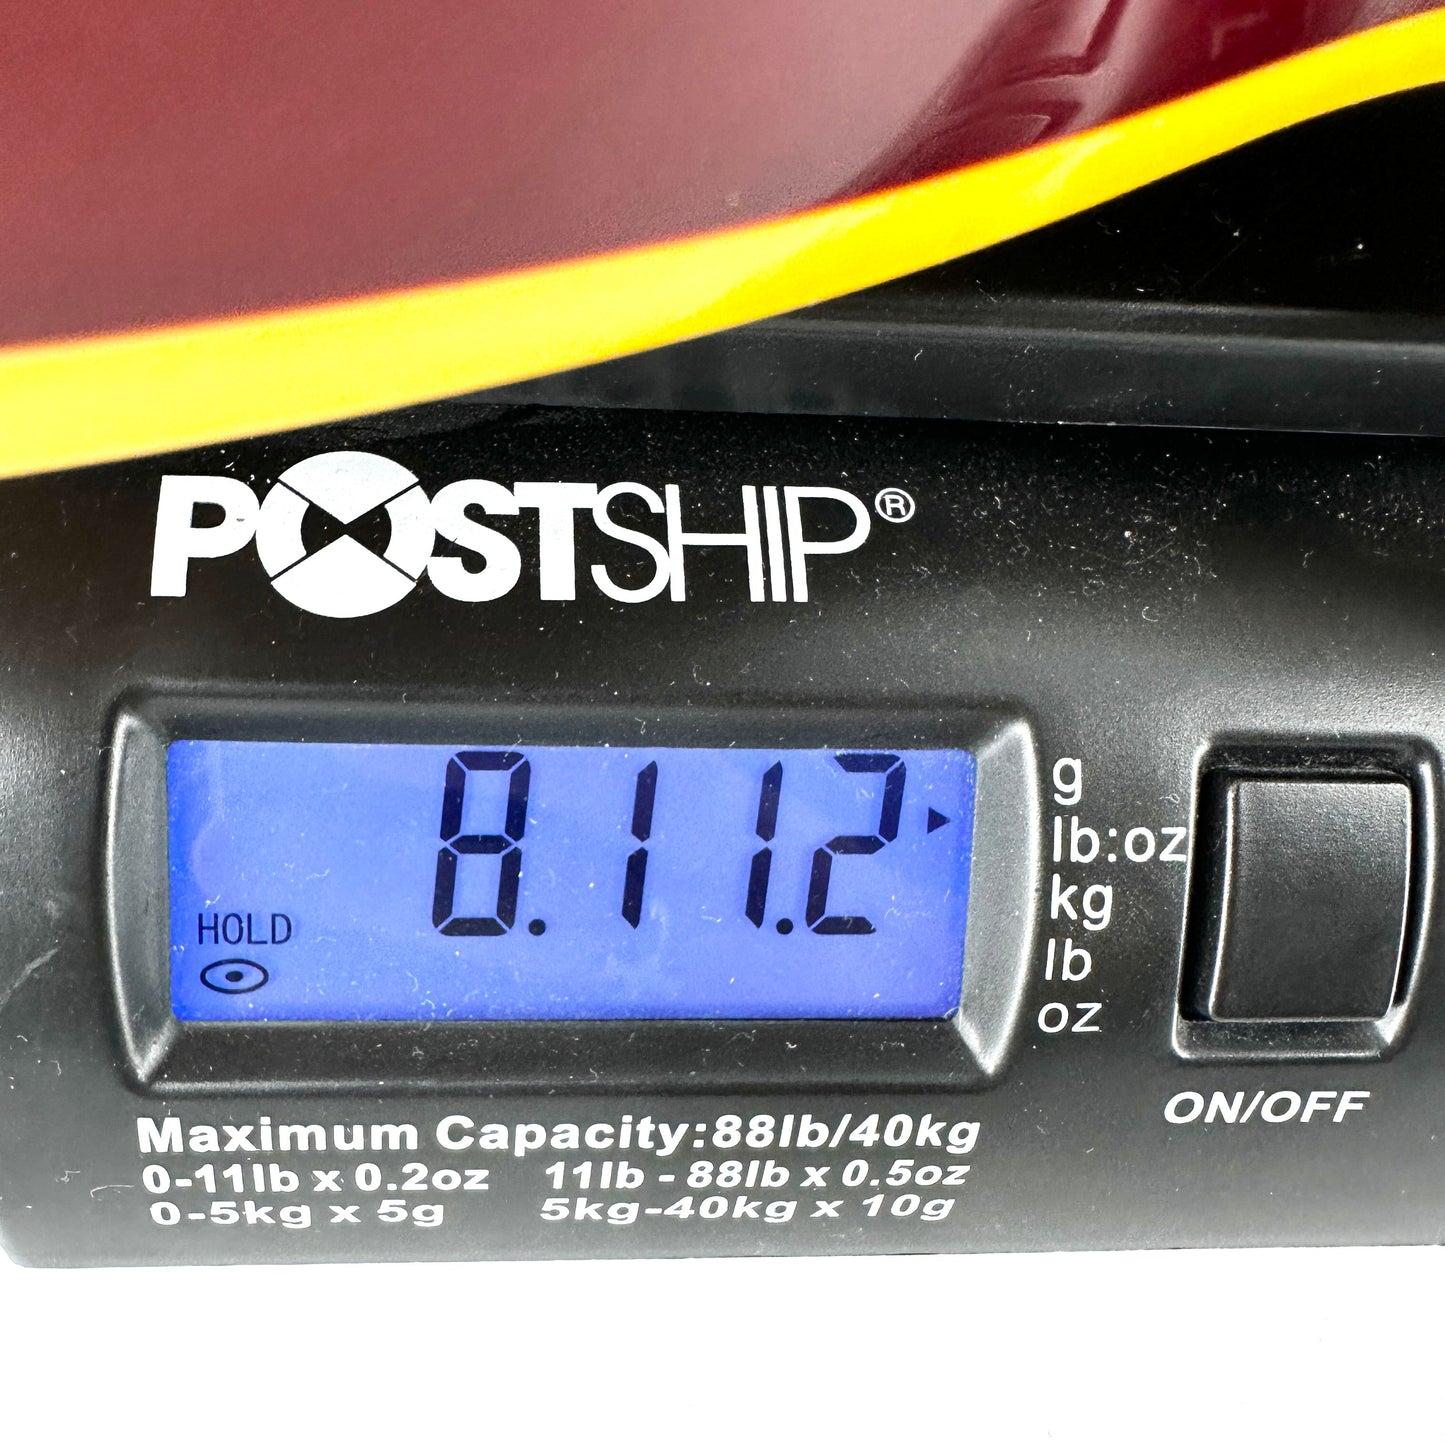 POSTSHIP®
8.11.2
HOLD
g
lb:oz
kg
lb
oz
ON/OFF
Maximum Capacity:88lb/40kg
0-11lb x 0.2oz 11lb - 88lb x 0.5oz
0-5kg x 5g 5kg-40kg x 10g